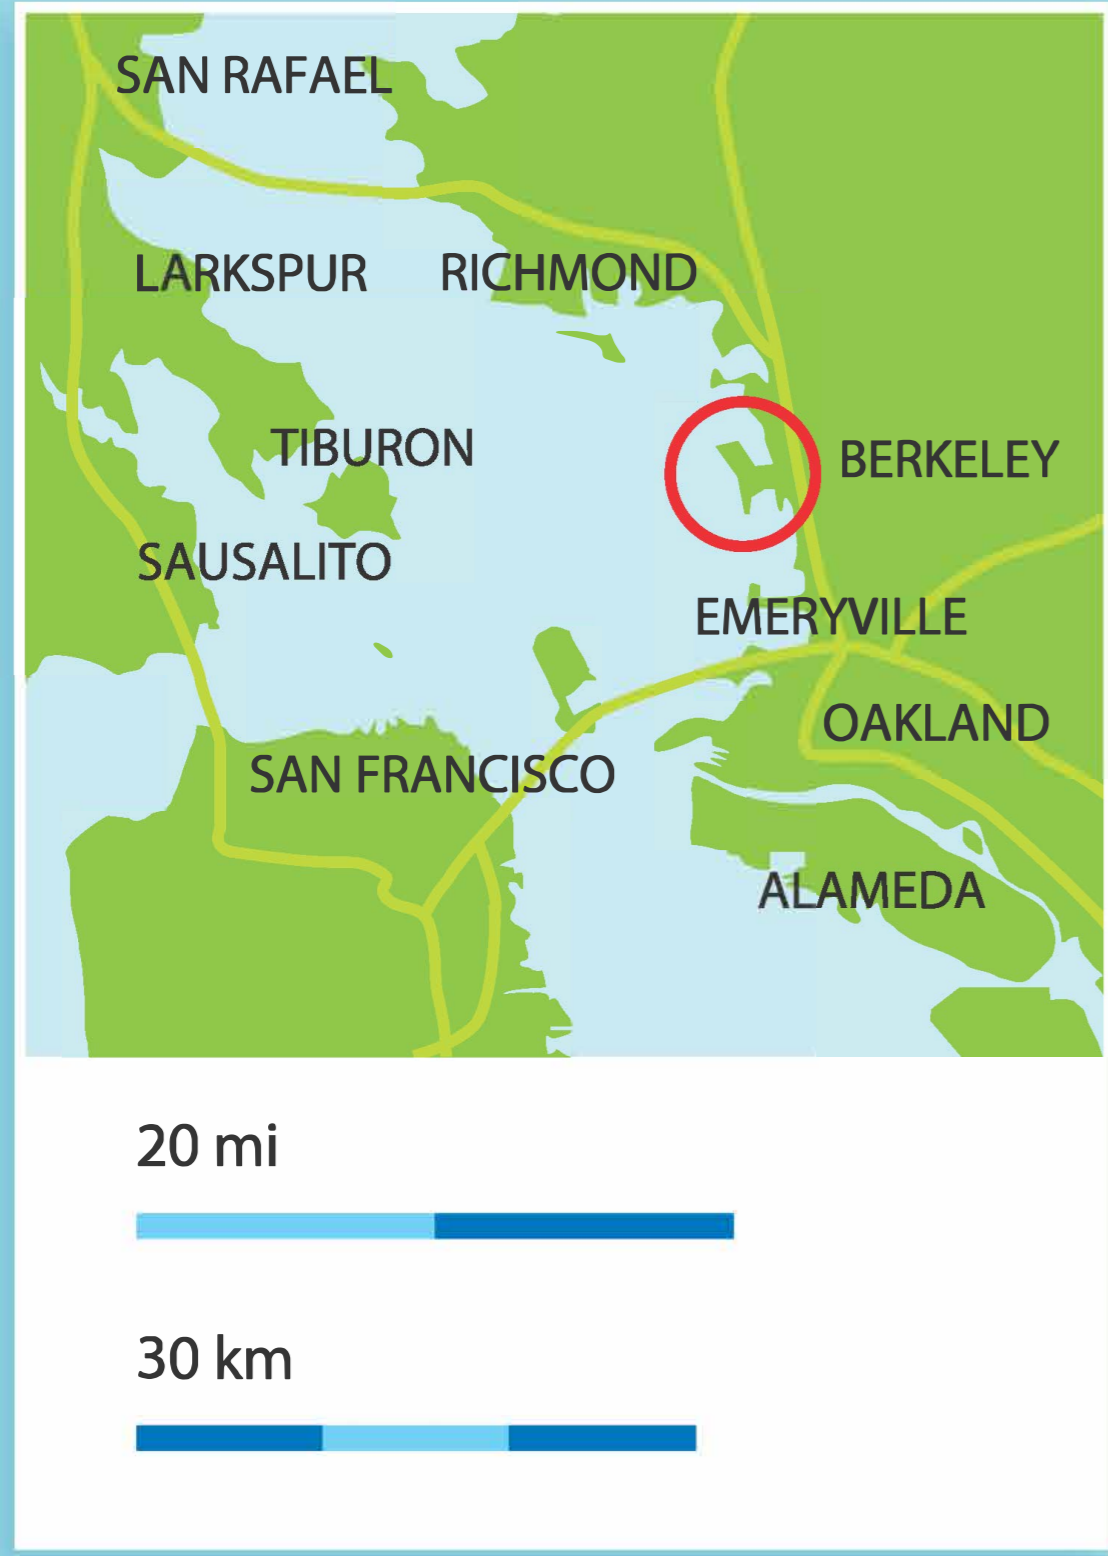 SAN RAFAEL
LARKSPUR
RICHMOND
TIBURON
BERKELEY
SAUSALITO
EMERYVILLE
OAKLAND
SAN FRANCISCO
ALAMEDA
20 mi
30 km